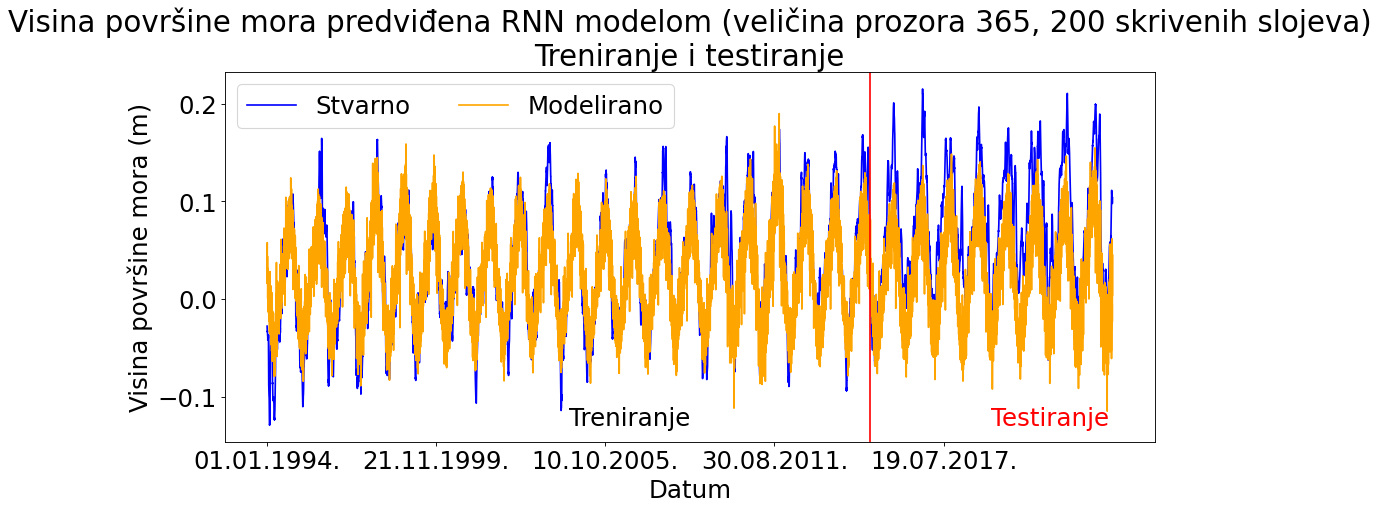 Visina površine mora predviđena RNN modelom (veličina prozora 365, 200 skrivenih slojeva)
Treniranje i testiranje
Stvarno
Modelirano
Visina površine mora (m)
0.2
0.1
0.0
−0.1
Treniranje
Testiranje
01.01.1994.
21.11.1999.
10.10.2005.
30.08.2011.
19.07.2017.
Datum